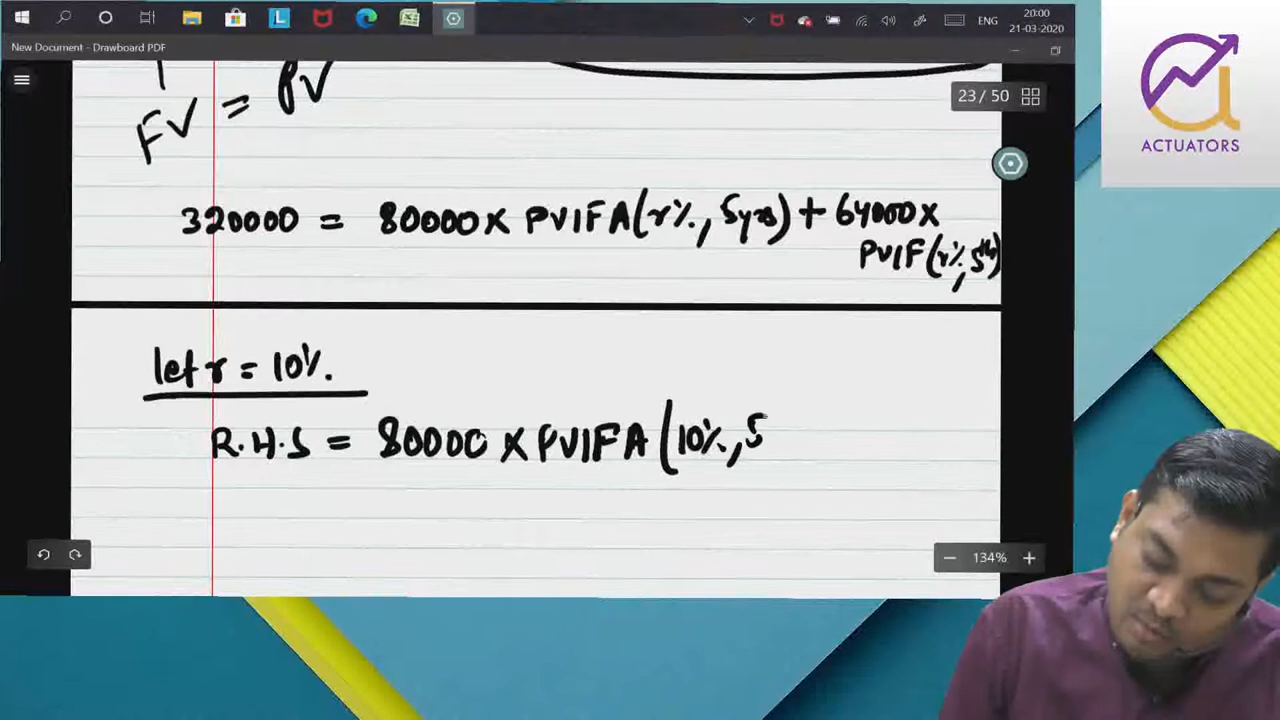 20:00
ENG
21-03-2020
New Document - Drawboard PDF
FV = PV
23 / 50
ACTUATORS
320000 = 80000 X PVIFA(r%, 5yrs) + 64000 x
PVIF(r%, 5th)
let r = 10%.
R.H.S = 80000 X PVIFA (10%, 5
134%